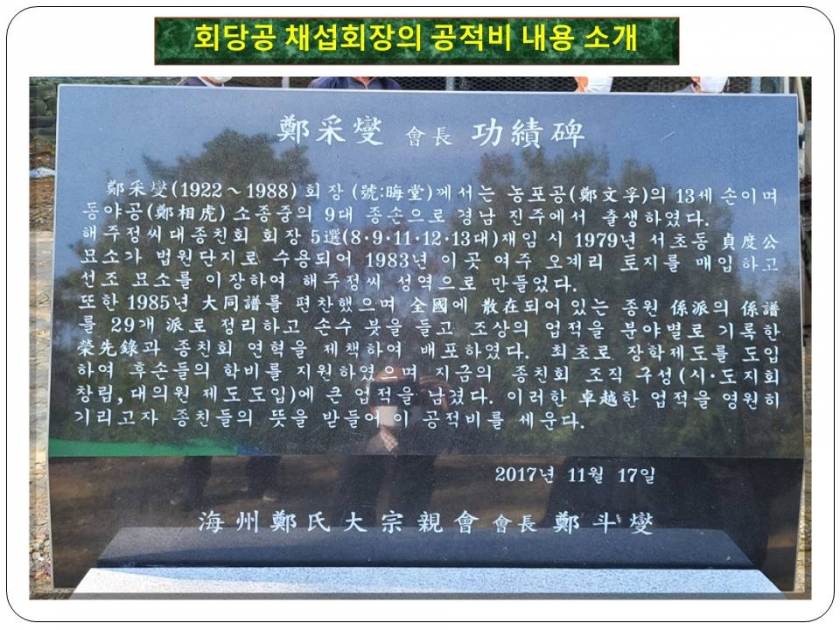 회당공 채섭회장의 공적비 내용 소개
鄭采燮 會長 功績碑
鄭采燮(1922～1988)회장 (號:晦堂)께서는 농포공(鄭文孚)의 13세손이며
동야공(鄭相虎) 소종중의 9대 종손으로 경남 진주에서 출생하였다.
해주정씨대종친회 회장 5選(8·9·11·12·13대)재임 시 1979년 서초동 貞度公
묘소가 법원단지로 수용되어 1983년 이곳 여주 오계리 토지를 매입하고
선조 묘소를 이장하여 해주정씨 성역으로 만들었다.
또한 1985년 大同譜를 편찬했으며 全國에 散在되어 있는 종원 係派의 係譜
를 29개 派로 정리하고 손수 붓을 들고 조상의 업적을 분야별로 기록한
榮先錄과 종친회 연혁을 제책하여 배포하였다. 최초로 장학제도를 도입
하여 후손들의 학비를 지원하였으며 지금의 종친회 조직 구성(시·도지회
창립,대의원 제도 도입)에 큰 업적을 남겼다. 이러한 卓越한 업적을 영원히
기리고자 종친들의 뜻을 받들어 이 공적비를 세운다.
2017년 11월 17일
海州鄭氏大宗親會 會長 鄭斗燮